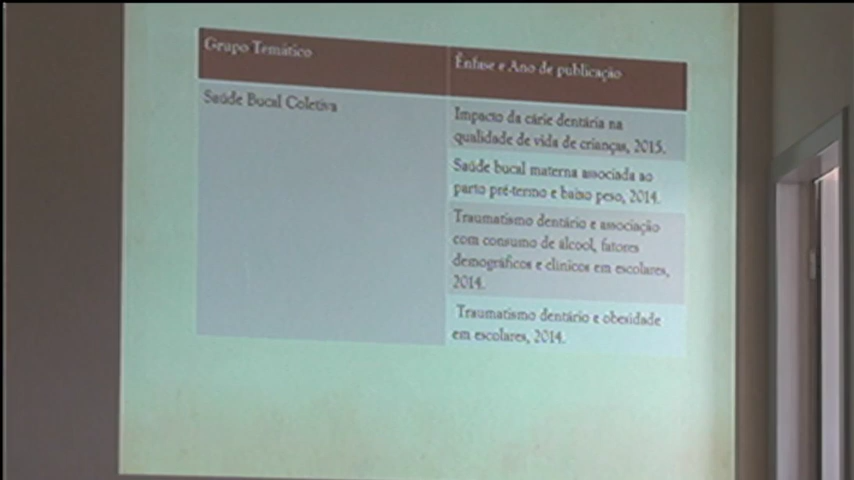 Grupo Temático
Ênfase e Ano de publicação
Saúde Bucal Coletiva
Impacto da cárie dentária na
qualidade de vida de crianças, 2015.
Saúde bucal materna associada ao
parto pré-termo e baixo peso, 2014.
Traumatismo dentário e associação
com consumo de álcool, fatores
demográficos e clínicos em escolares,
2014.
Traumatismo dentário e obesidade
em escolares, 2014.